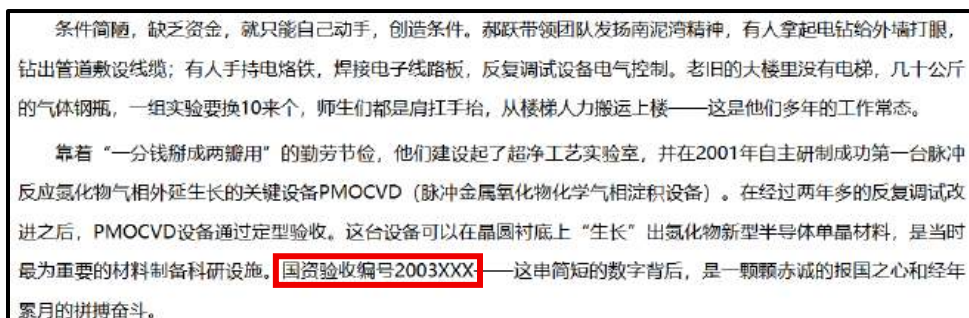 条件简陋，缺乏资金，就只能自己动手，创造条件。郝跃带领团队发扬南泥湾精神，有人拿起电钻给外墙打眼，
钻出管道敷设线缆；有人手持电烙铁，焊接电子线路板，反复调试设备电气控制。老旧的大楼里没有电梯，几十公斤
的气体钢瓶，一组实验要换10来个，师生们都是肩扛手抬，从楼梯人力搬运上楼——这是他们多年的工作常态。
靠着“一分钱掰成两瓣用”的勤劳节俭，他们建设起了超净工艺实验室，并在2001年自主研制成功第一台脉冲
反应氮化物气相外延生长的关键设备PMOCVD（脉冲金属氧化物化学气相淀积设备）。在经过两年多的反复调试改
进之后，PMOCVD设备通过定型验收。这台设备可以在晶圆衬底上“生长”出氮化物新型半导体单晶材料，是当时
最为重要的材料制备科研设施。国资验收编号2003XXX——这串简短的数字背后，是一颗颗赤诚的报国之心和经年
累月的拼搏奋斗。